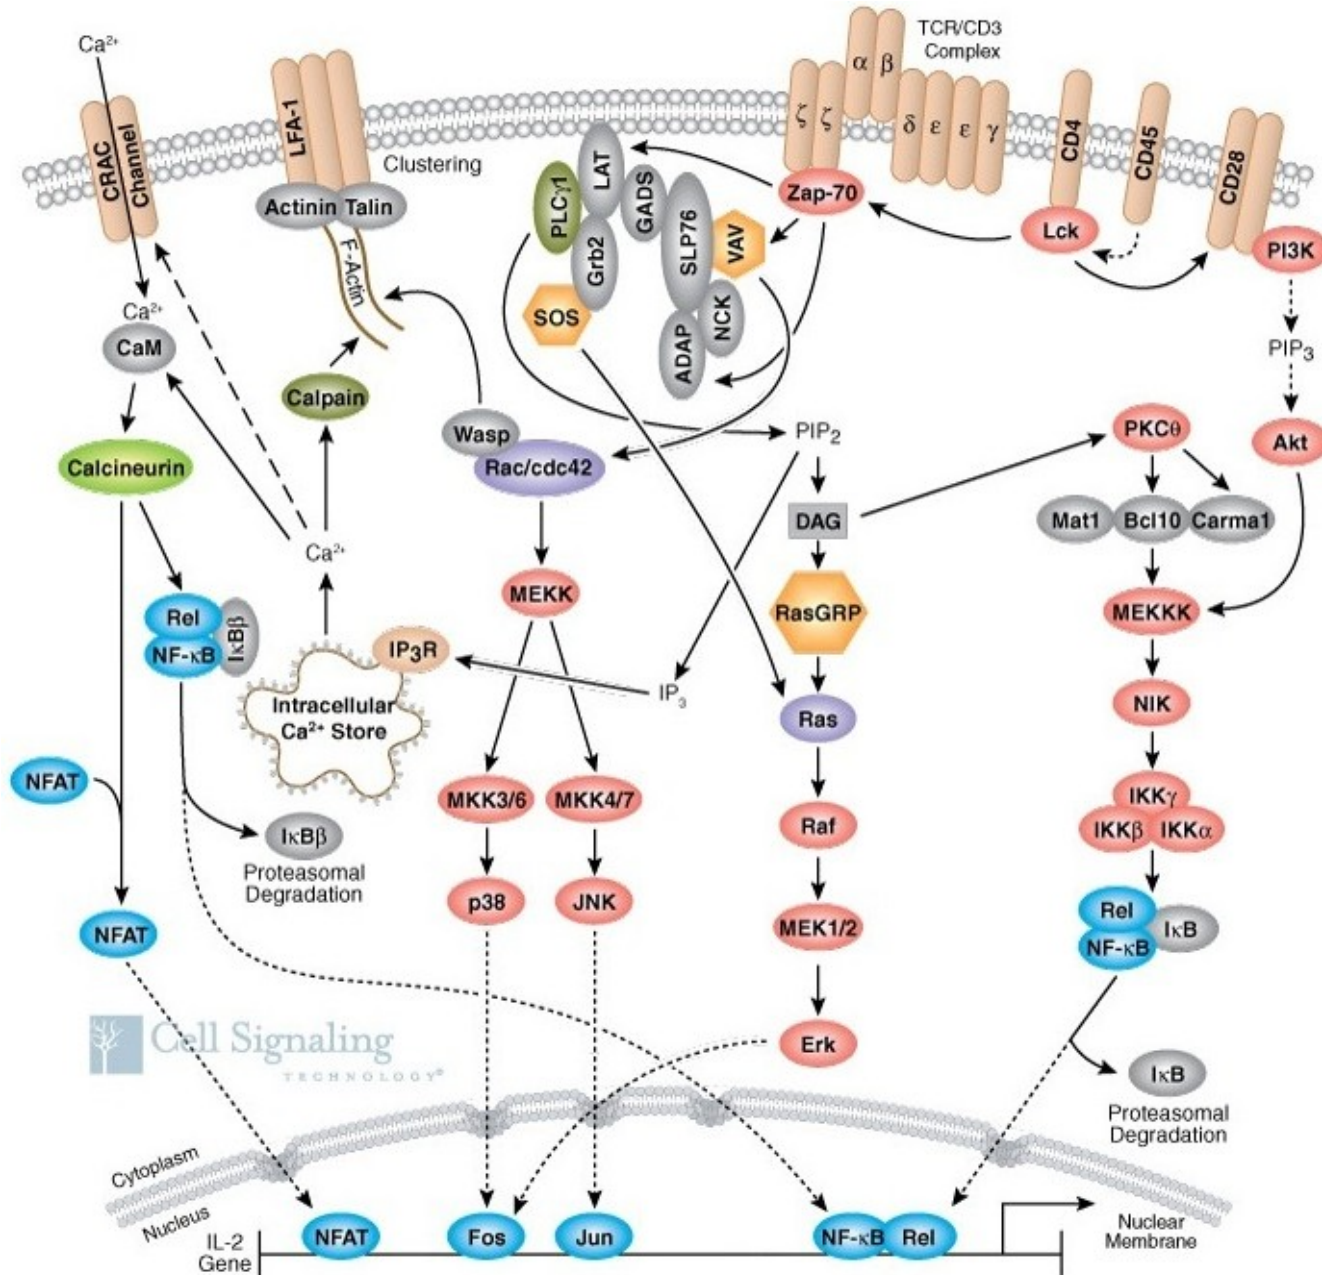 Ca²⁺
CRAC
Channel
LFA-1
Clustering
TCR/CD3
Complex
α β
ζ ζ
δ ε ε γ
CD4
CD45
CD28
Actinin Talin
F-Actin
PLCγ1
LAT
Grb2
GADS
SLP76
VAV
NCK
ADAP
SOS
Zap-70
Lck
PI3K
Ca²⁺
CaM
Calcineurin
Calpain
Wasp
Rac/cdc42
PIP₂
PIP₃
PKCθ
Akt
DAG
Mat1 Bcl10 Carma1
Ca²⁺
MEKK
RasGRP
MEKKK
Rel
NF-κB
IκBβ
IP₃R
IP₃
Intracellular
Ca²⁺ Store
Ras
NIK
NFAT
MKK3/6
MKK4/7
Raf
IKKγ
IKKβ IKKα
IκBβ
Proteasomal
Degradation
p38
JNK
MEK1/2
NFAT
Rel
NF-κB
IκB
Cell Signaling
TECHNOLOGY®
Erk
IκB
Proteasomal
Degradation
Cytoplasm
Nucleus
IL-2
Gene
NFAT
Fos
Jun
NF-κB
Rel
Nuclear
Membrane